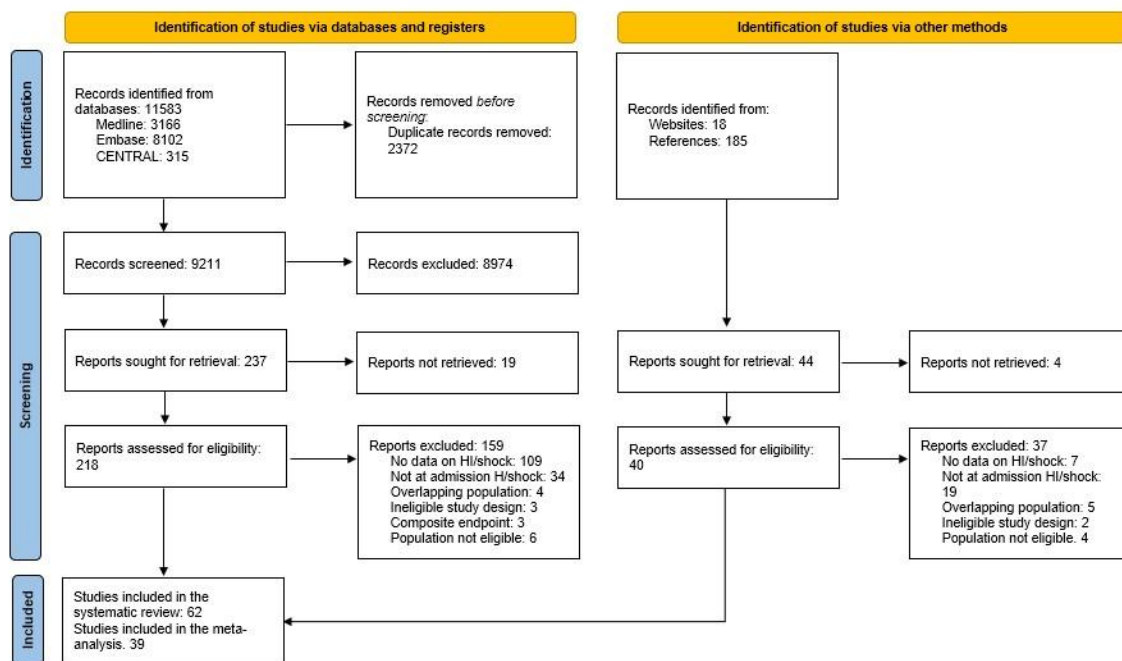 Identification of studies via databases and registers
Identification of studies via other methods
Identification
Records identified from
databases: 11583
Medline: 3166
Embase: 8102
CENTRAL: 315
Records removed before
screening:
Duplicate records removed:
2372
Records identified from:
Websites: 18
References: 185
Screening
Records screened: 9211
Records excluded: 8974
Reports sought for retrieval: 237
Reports not retrieved: 19
Reports sought for retrieval: 44
Reports not retrieved: 4
Reports assessed for eligibility:
218
Reports excluded: 159
No data on HI/shock: 109
Not at admission H/shock: 34
Overlapping population: 4
Ineligible study design: 3
Composite endpoint: 3
Population not eligible: 6
Reports assessed for eligibility:
40
Reports excluded: 37
No data on HI/shock: 7
Not at admission HI/shock:
19
Overlapping population: 5
Ineligible study design: 2
Population not eligible. 4
Included
Studies included in the
systematic review: 62
Studies included in the meta-
analysis. 39